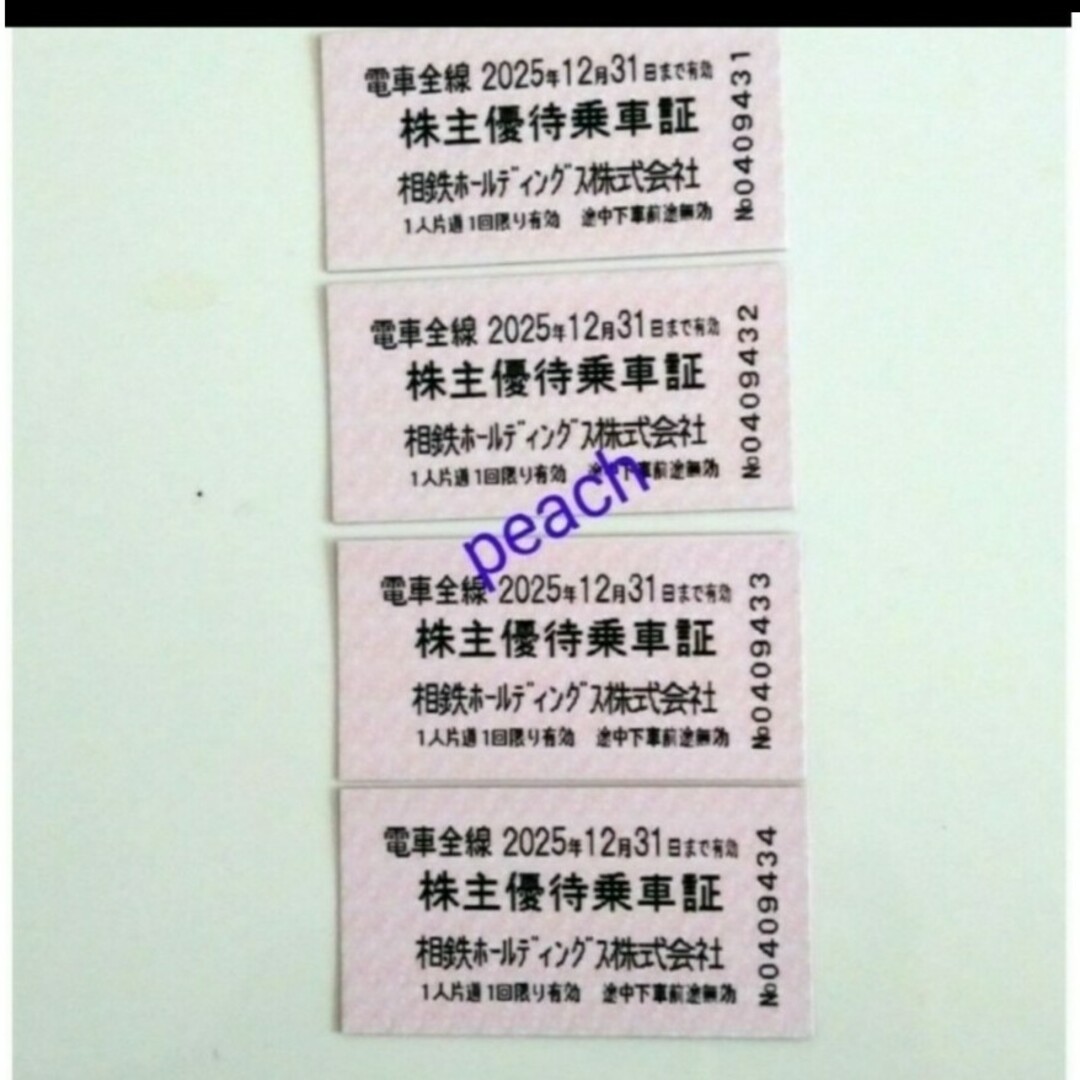 電車全線 2025年12月31日まで有効
株主優待乗車証
相鉄ホールディングス株式会社
1人片道1回限り有効 途中下車前途無効
№0409431
電車全線 2025年12月31日まで有効
株主優待乗車証
相鉄ホールディングス株式会社
1人片道1回限り有効 途中下車前途無効
№0409432
peach
電車全線 2025年12月31日まで有効
株主優待乗車証
相鉄ホールディングス株式会社
1人片道1回限り有効 途中下車前途無効
№0409433
電車全線 2025年12月31日まで有効
株主優待乗車証
相鉄ホールディングス株式会社
1人片道1回限り有効 途中下車前途無効
№0409434